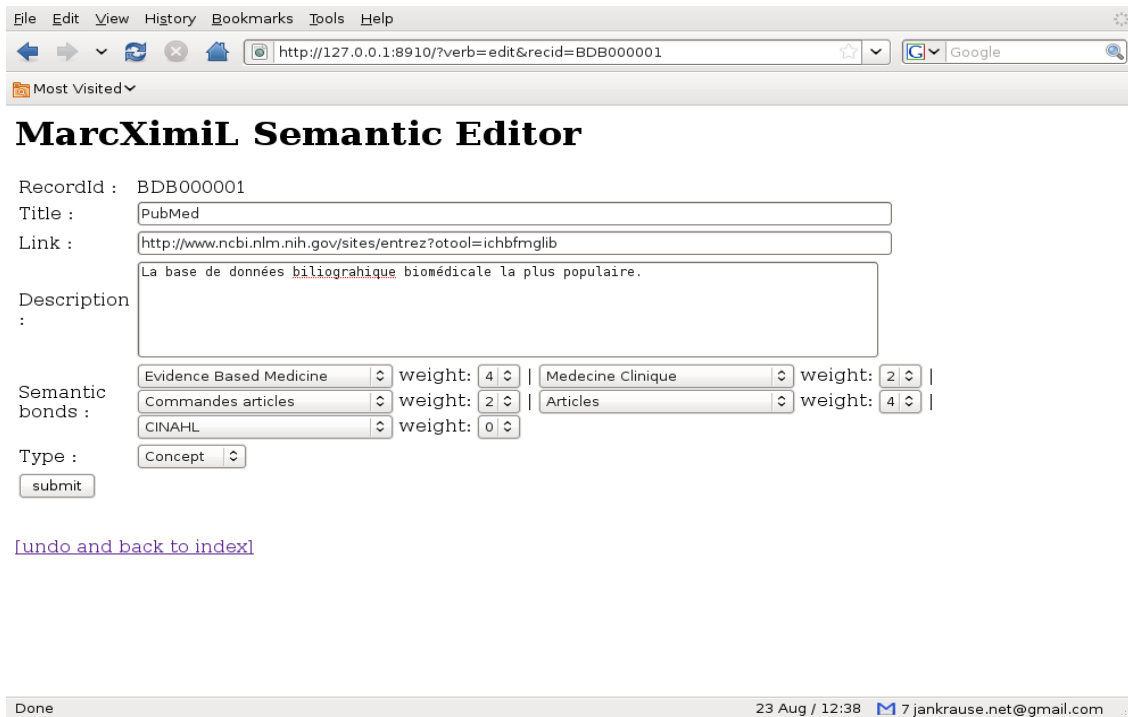 File Edit View History Bookmarks Tools Help
http://127.0.0.1:8910/?verb=edit&recid=BDB000001 G Google
Most Visited
MarcXimiL Semantic Editor
RecordId : BDB000001
Title : PubMed
Link : http://www.ncbi.nlm.nih.gov/sites/entrez?otool=ichbfmglib
La base de données biliograhique biomédicale la plus populaire.
Description
:
Evidence Based Medicine weight: 4 | Medecine Clinique weight: 2 |
Semantic
bonds :
Commandes articles weight: 2 | Articles weight: 4 |
CINAHL weight: 0
Type : Concept
submit
[undo and back to index]
Done 23 Aug / 12:38 7 jankrause.net@gmail.com